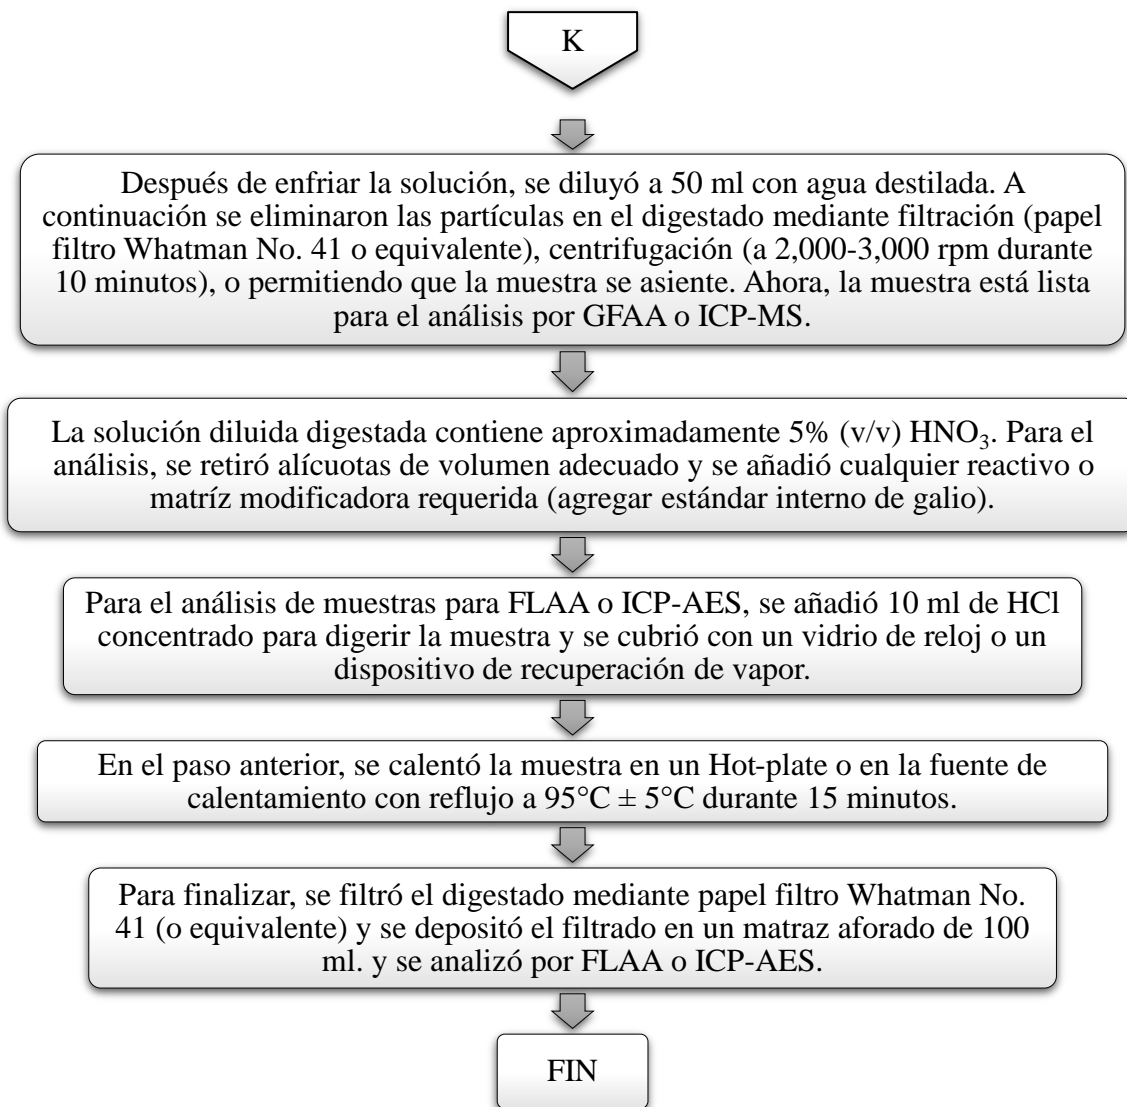 K
Después de enfriar la solución, se diluyó a 50 ml con agua destilada. A
continuación se eliminaron las partículas en el digestado mediante filtración (papel
filtro Whatman No. 41 o equivalente), centrifugación (a 2,000-3,000 rpm durante
10 minutos), o permitiendo que la muestra se asiente. Ahora, la muestra está lista
para el análisis por GFAA o ICP-MS.
La solución diluida digestada contiene aproximadamente 5% (v/v) HNO₃. Para el
análisis, se retiró alícuotas de volumen adecuado y se añadió cualquier reactivo o
matríz modificadora requerida (agregar estándar interno de galio).
Para el análisis de muestras para FLAA o ICP-AES, se añadió 10 ml de HCl
concentrado para digerir la muestra y se cubrió con un vidrio de reloj o un
dispositivo de recuperación de vapor.
En el paso anterior, se calentó la muestra en un Hot-plate o en la fuente de
calentamiento con reflujo a 95°C ± 5°C durante 15 minutos.
Para finalizar, se filtró el digestado mediante papel filtro Whatman No.
41 (o equivalente) y se depositó el filtrado en un matraz aforado de 100
ml. y se analizó por FLAA o ICP-AES.
FIN